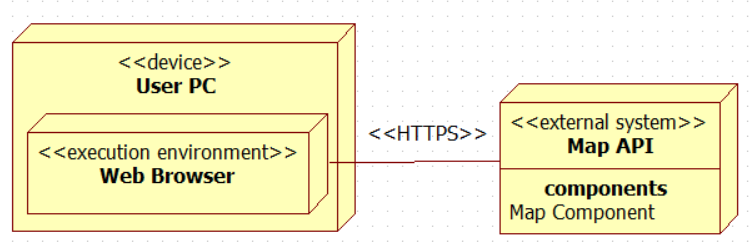 <<device>>
User PC
<<execution environment>>
Web Browser
<<HTTPS>>
<<external system>>
Map API
components
Map Component